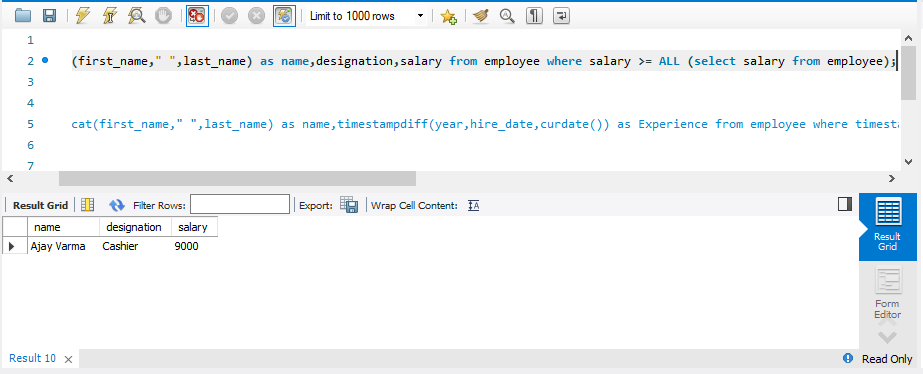 Limit to 1000 rows
1
2 (first_name," ",last_name) as name,designation,salary from employee where salary >= ALL (select salary from employee);
3
4
5 cat(first_name," ",last_name) as name,timestampdiff(year,hire_date,curdate()) as Experience from employee where timesta
6
7
Result Grid Filter Rows: Export: Wrap Cell Content: IA
name designation salary
Ajay Varma Cashier 9000
Result
Grid
Form
Editor
Result 10 Read Only